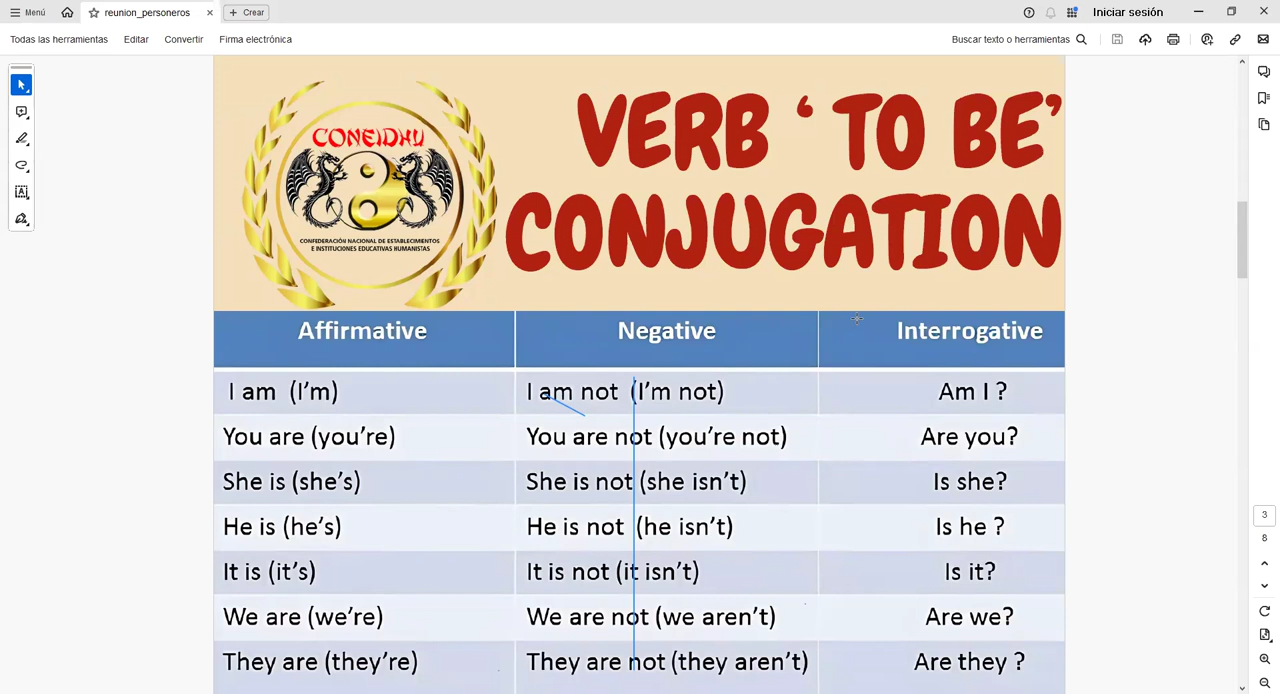 Menú
reunion_personeros
Crear
Iniciar sesión
Todas las herramientas Editar Convertir Firma electrónica
Buscar texto o herramientas
CONEIDHU
CONFEDERACIÓN NACIONAL DE ESTABLECIMIENTOS
E INSTITUCIONES EDUCATIVAS HUMANISTAS
VERB ‘ TO BE’
CONJUGATION
Affirmative Negative Interrogative
I am (I’m) I am not (I’m not) Am I ?
You are (you’re) You are not (you’re not) Are you?
She is (she’s) She is not (she isn’t) Is she?
He is (he’s) He is not (he isn’t) Is he ?
It is (it’s) It is not (it isn’t) Is it?
We are (we’re) We are not (we aren’t) Are we?
They are (they’re) They are not (they aren’t) Are they ?
3
8